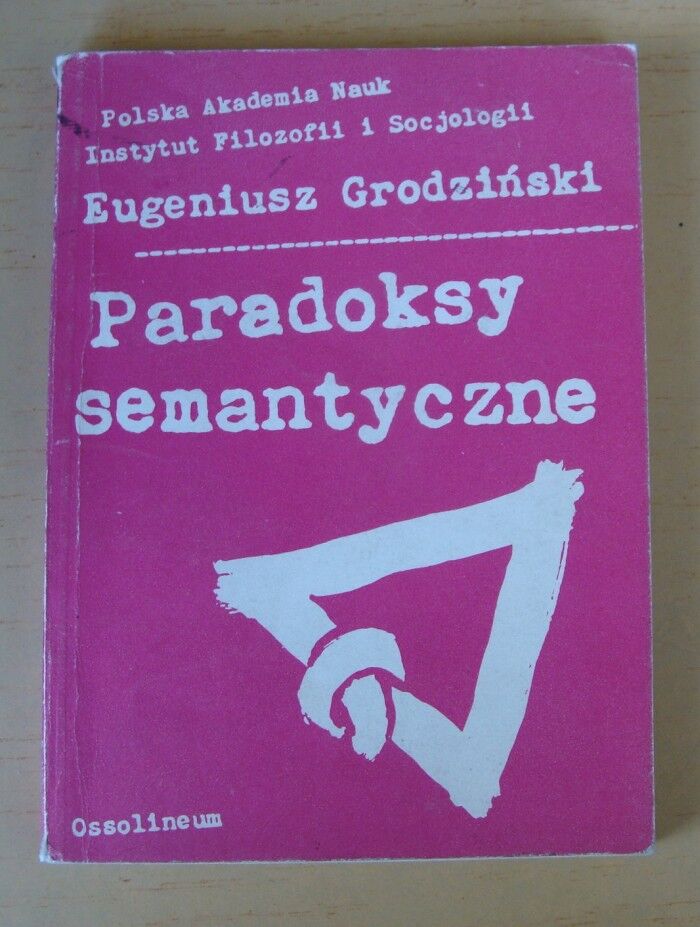 Polska Akademia Nauk
Instytut Filozofii i Socjologii
Eugeniusz Grodziński
Paradoksy
semantyczne
Ossolineum